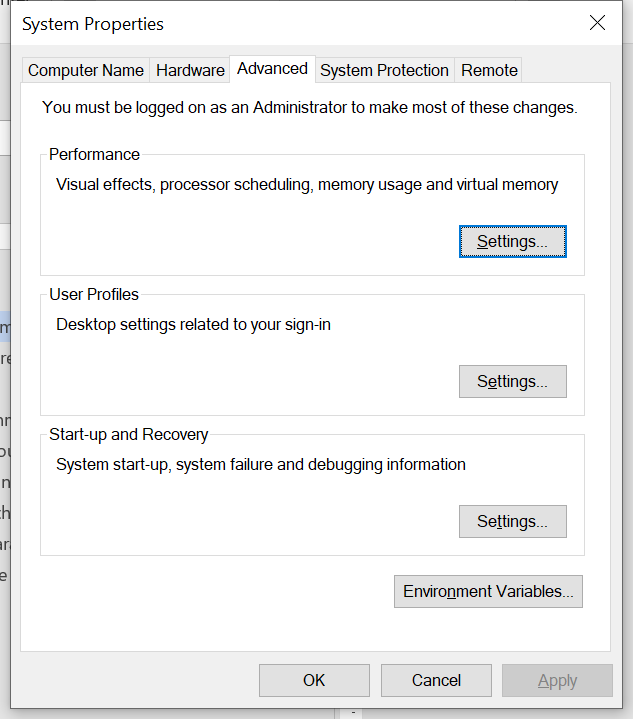 System Properties
Computer Name Hardware Advanced System Protection Remote
You must be logged on as an Administrator to make most of these changes.
Performance
Visual effects, processor scheduling, memory usage and virtual memory
Settings...
User Profiles
Desktop settings related to your sign-in
Settings...
Start-up and Recovery
System start-up, system failure and debugging information
Settings...
Environment Variables...
OK Cancel Apply